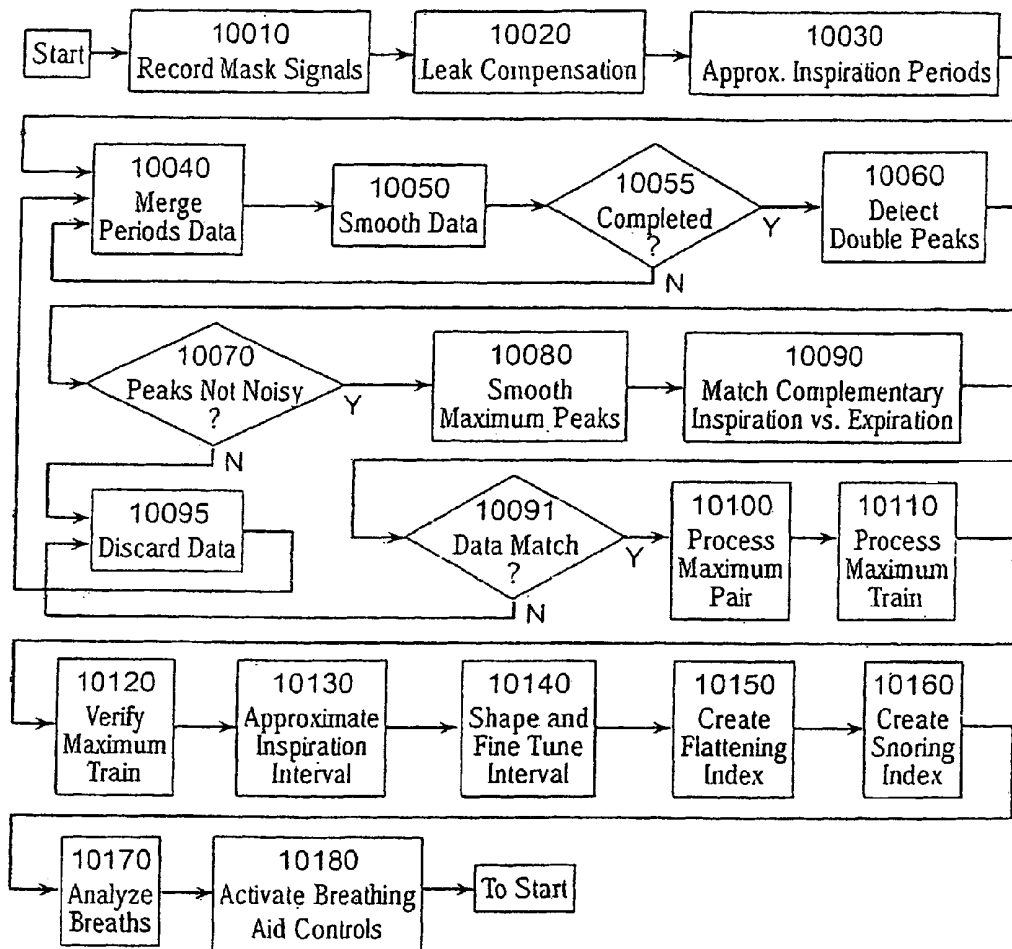 Start
10010
Record Mask Signals
10020
Leak Compensation
10030
Approx. Inspiration Periods
10040
Merge
Periods Data
10050
Smooth Data
10055
Completed
?
Y
N
10060
Detect
Double Peaks
10070
Peaks Not Noisy
?
Y
N
10080
Smooth
Maximum Peaks
10090
Match Complementary
Inspiration vs. Expiration
10095
Discard Data
10091
Data Match
?
Y
N
10100
Process
Maximum
Pair
10110
Process
Maximum
Train
10120
Verify
Maximum
Train
10130
Approximate
Inspiration
Interval
10140
Shape and
Fine Tune
Interval
10150
Create
Flattening
Index
10160
Create
Snoring
Index
10170
Analyze
Breaths
10180
Activate Breathing
Aid Controls
To Start